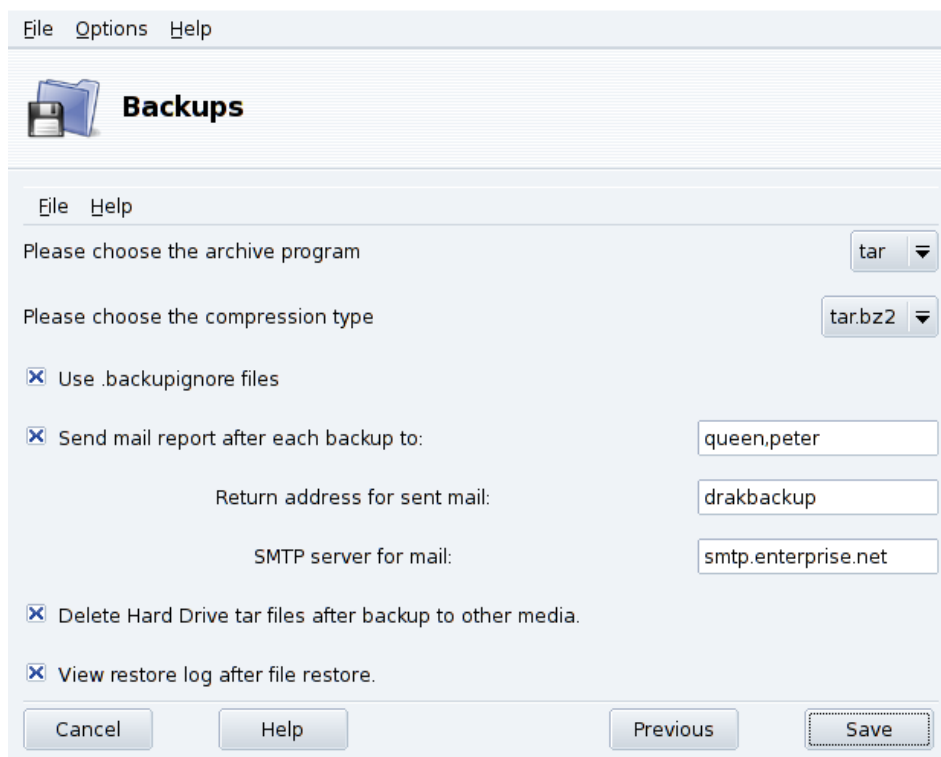 File Options Help
Backups
File Help
Please choose the archive program tar
Please choose the compression type tar.bz2
Use .backupignore files
Send mail report after each backup to: queen,peter
Return address for sent mail: drakbackup
SMTP server for mail: smtp.enterprise.net
Delete Hard Drive tar files after backup to other media.
View restore log after file restore.
Cancel Help Previous Save